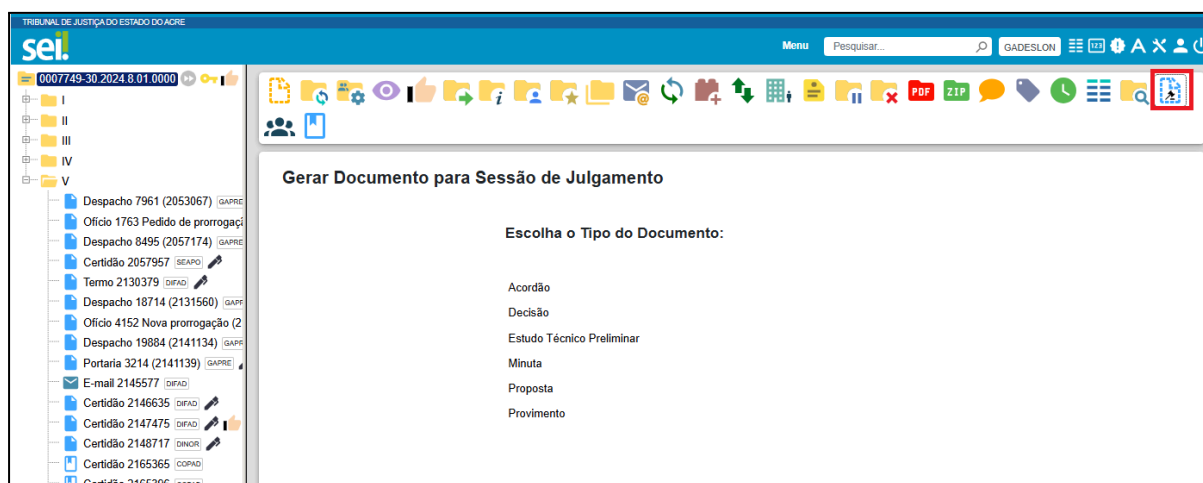 TRIBUNAL DE JUSTIÇA DO ESTADO DO ACRE
sei!
Menu
Pesquisar...
GADESLON
123
0007749-30.2024.8.01.0000
I
II
III
IV
V
Despacho 7961 (2053067) GAPRE
Ofício 1763 Pedido de prorrogaç
Despacho 8495 (2057174) GAPRE
Certidão 2057957 SEAPO
Termo 2130379 DIFAD
Despacho 18714 (2131560) GAPR
Ofício 4152 Nova prorrogação (2
Despacho 19884 (2141134) GAPR
Portaria 3214 (2141139) GAPRE
E-mail 2145577 DIFAD
Certidão 2146635 DIFAD
Certidão 2147475 DIFAD
Certidão 2148717 DINOR
Certidão 2165365 COPAD
PDF
ZIP
Gerar Documento para Sessão de Julgamento
Escolha o Tipo do Documento:
Acordão
Decisão
Estudo Técnico Preliminar
Minuta
Proposta
Provimento